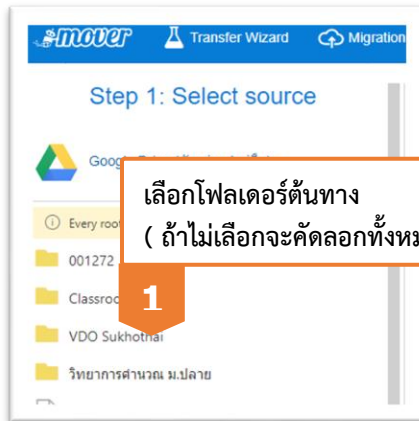 mover Transfer Wizard Migration
Step 1: Select source
เลือกโฟลเดอร์ต้นทาง
( ถ้าไม่เลือกจะคัดลอกทั้งหม
Every
001272
1
VDO Sukhothai
วิทยาการคำนวณ ม.ปลาย